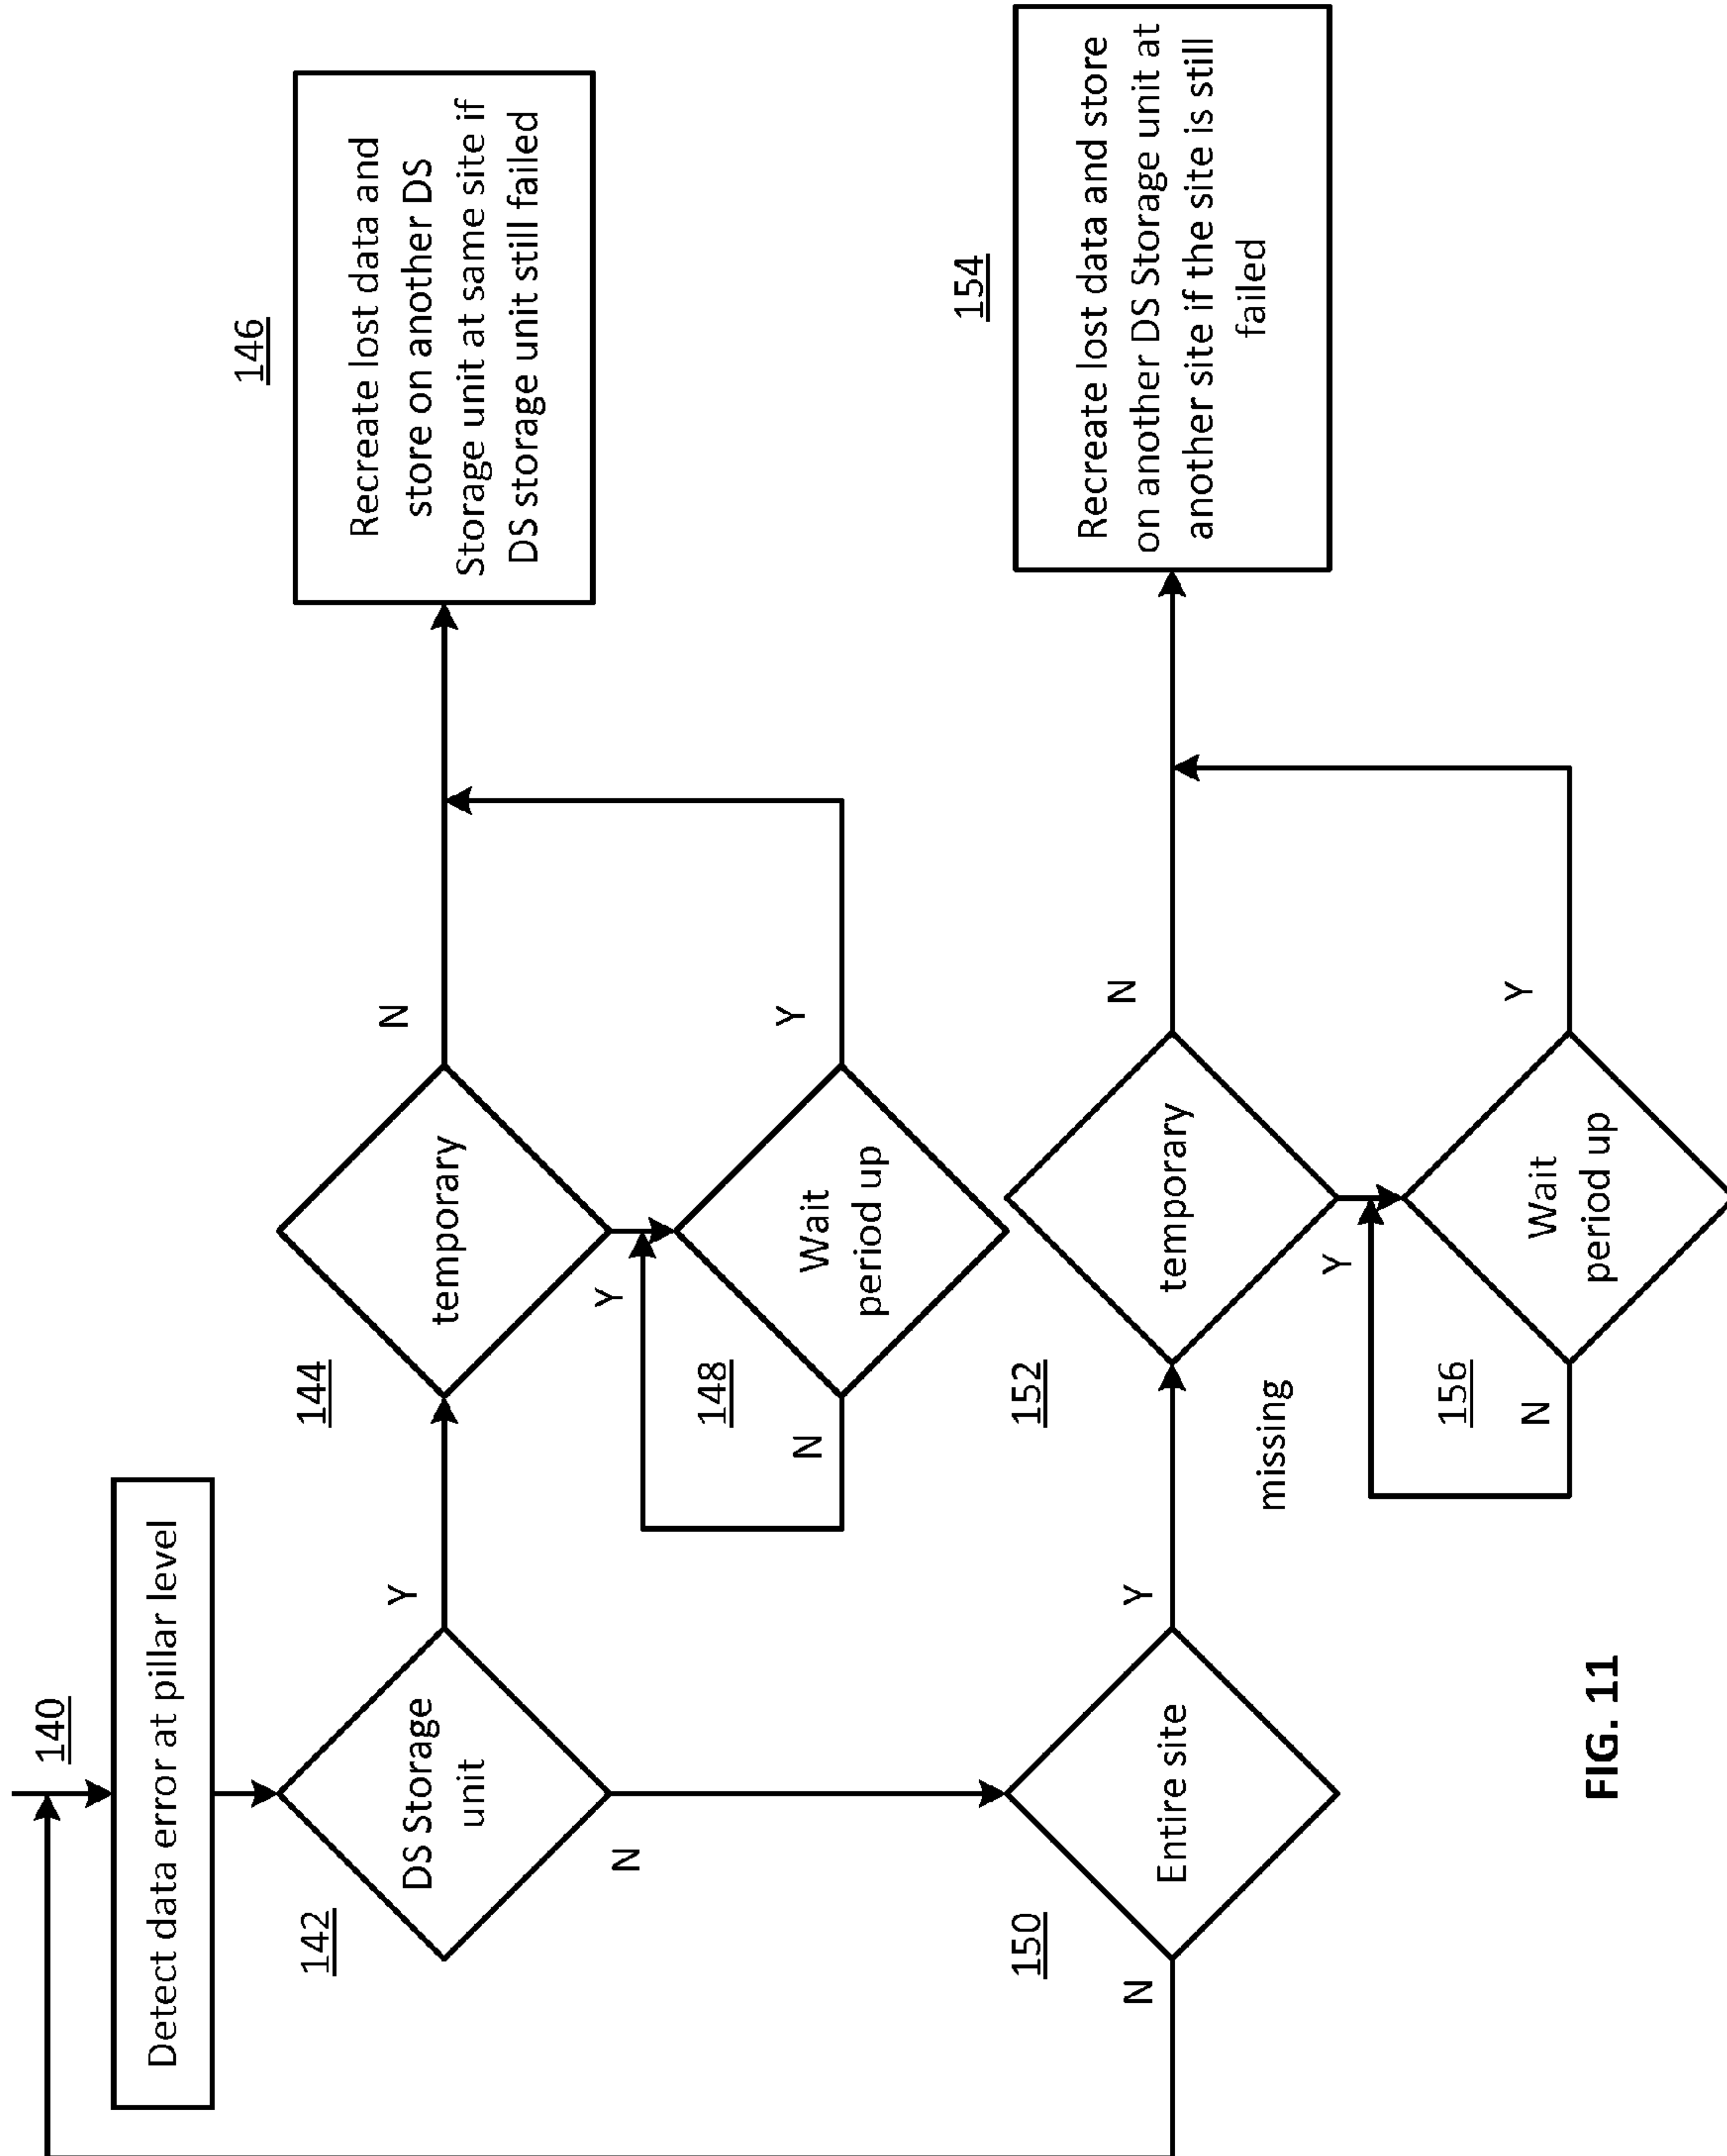 140
Detect data error at pillar level
142
DS Storage
unit
Y
N
144
temporary
N
Y
146
Recreate lost data and
store on another DS
Storage unit at same site if
DS storage unit still failed
148
Wait
period up
Y
N
150
Entire site
Y
N
152
temporary
N
Y
missing
154
Recreate lost data and store
on another DS Storage unit at
another site if the site is still
failed
156
Wait
period up
Y
N
FIG. 11